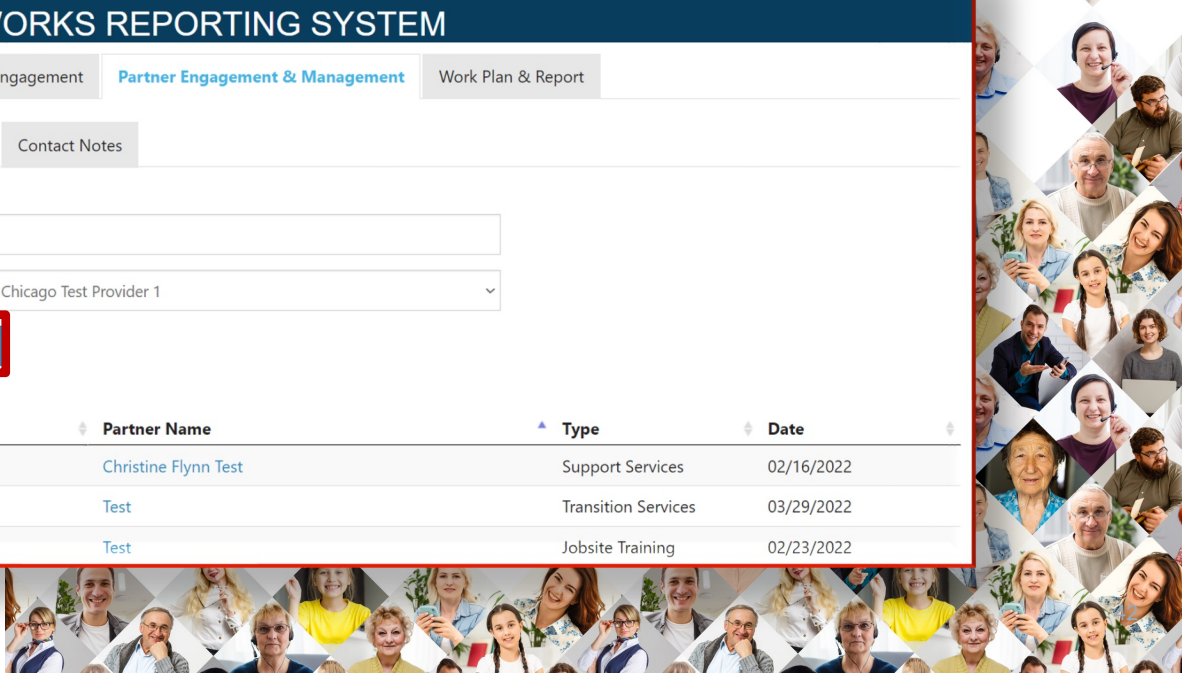 WORKS REPORTING SYSTEM
ngagement Partner Engagement & Management Work Plan & Report
Contact Notes
Chicago Test Provider 1
Partner Name Type Date
Christine Flynn Test Support Services 02/16/2022
Test Transition Services 03/29/2022
Test Jobsite Training 02/23/2022